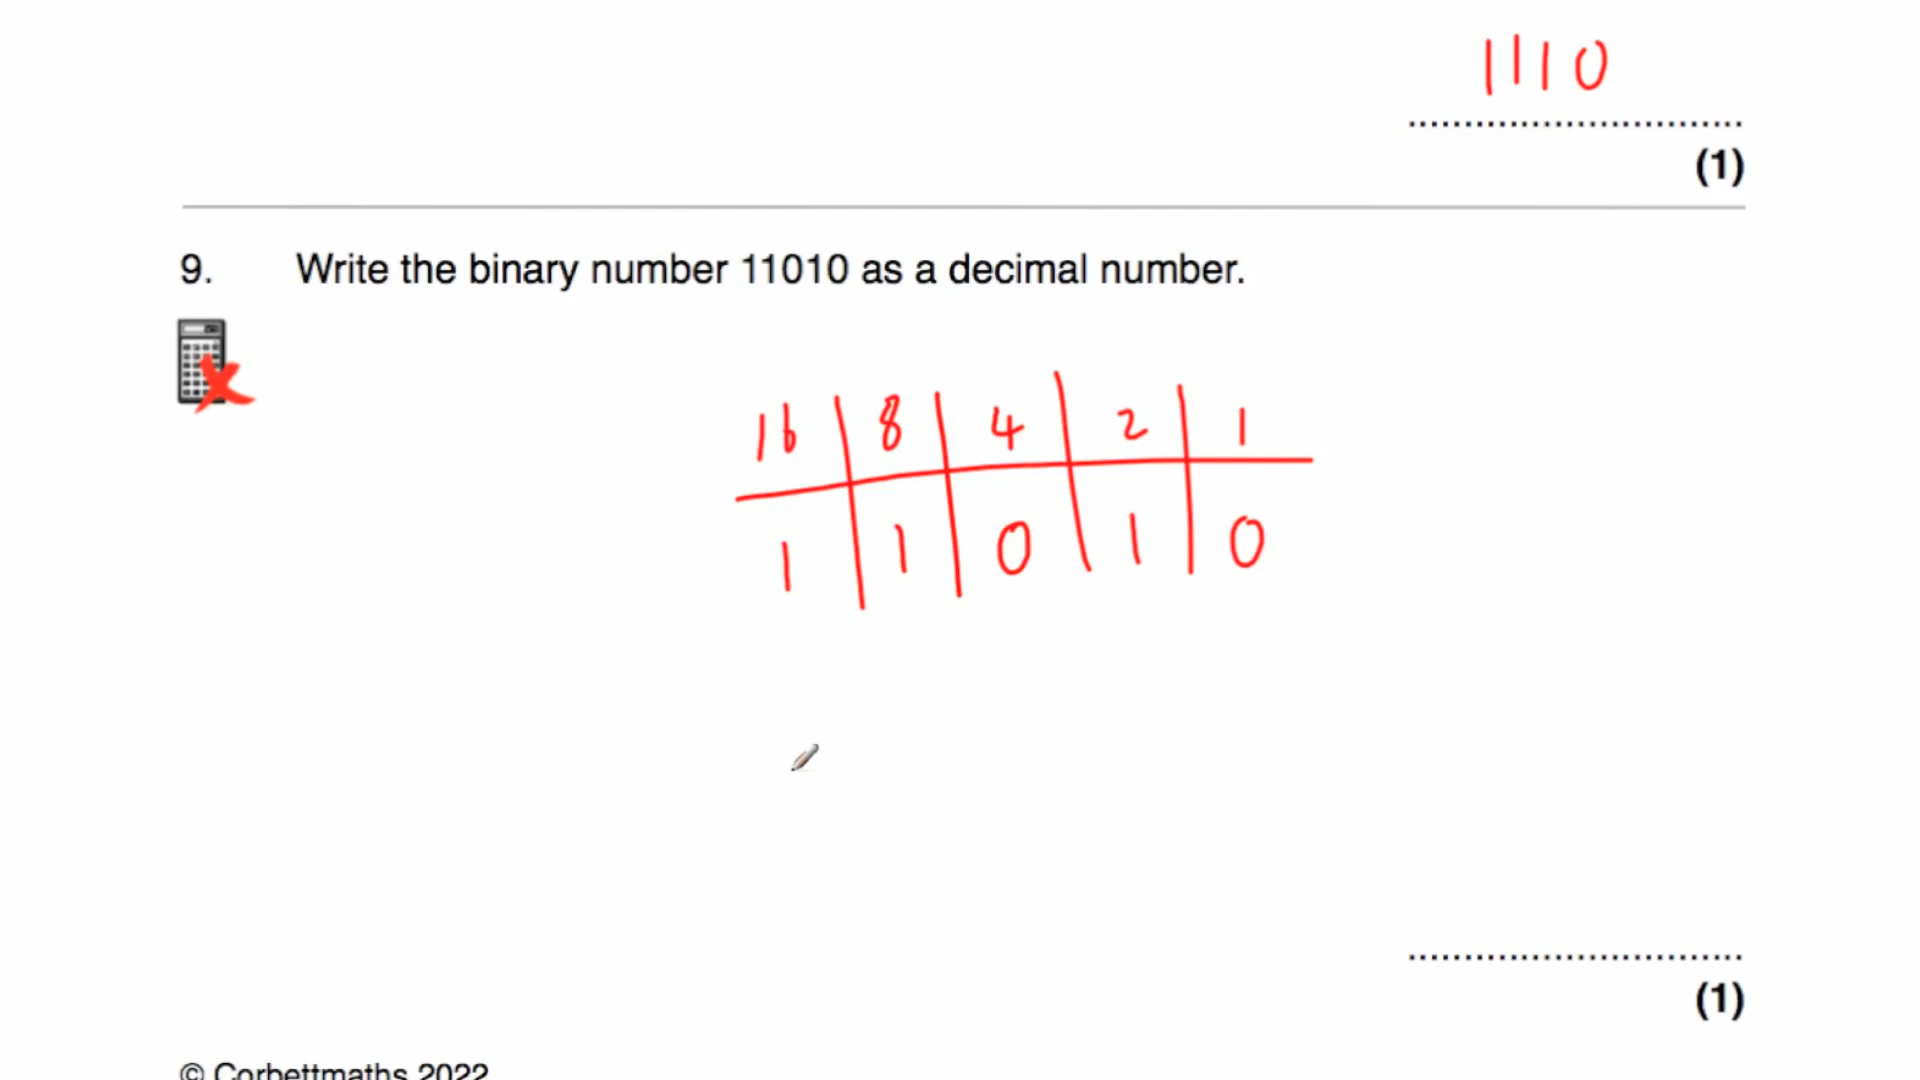 1110
..............................
(1)
9. Write the binary number 11010 as a decimal number.
16 8 4 2 1
1 1 0 1 0
..............................
(1)
© Corbettmaths 2022